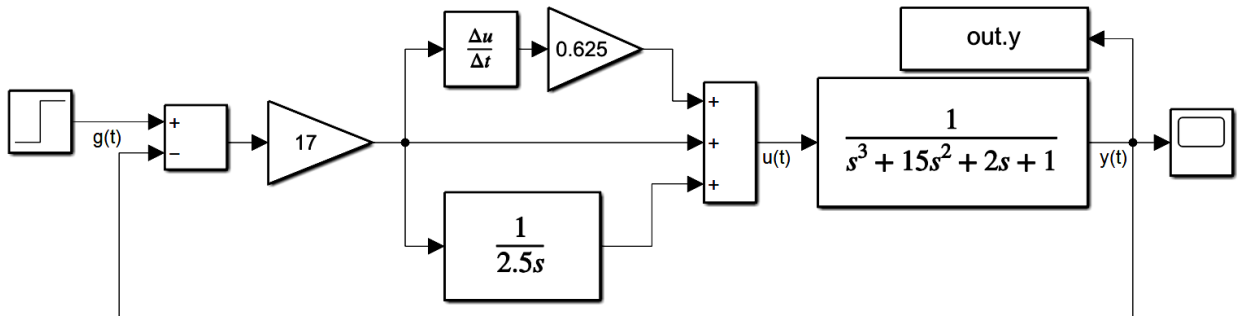 Δu
Δt
0.625
out.y
g(t)
+
−
17
+
+
+
u(t)
1
s³ + 15s² + 2s + 1
y(t)
1
2.5s